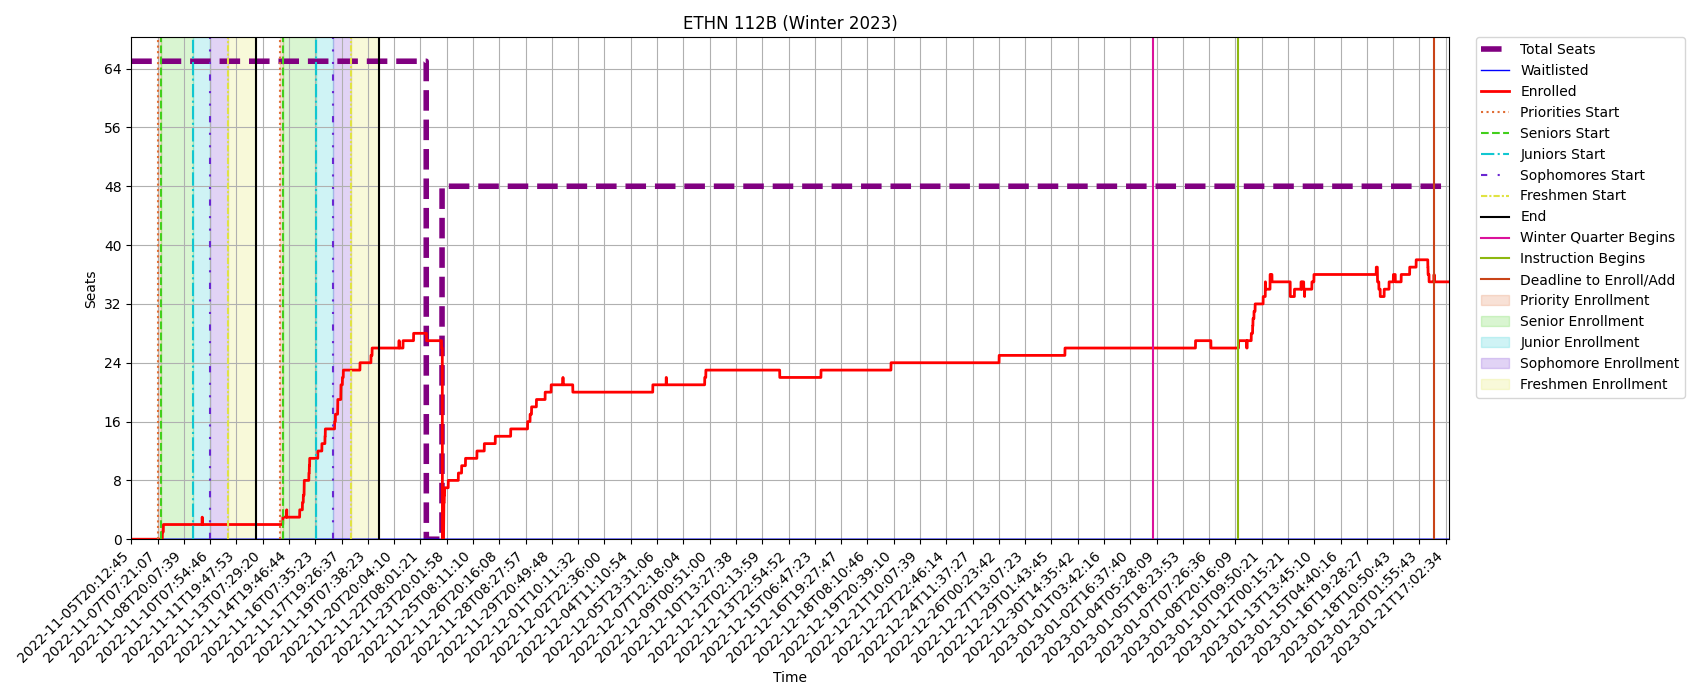 ETHN 112B (Winter 2023)
64
56
48
40
32
24
16
8
0
Seats
2022-11-05T20:12:45
2022-11-07T07:21:07
2022-11-08T20:07:39
2022-11-10T07:54:46
2022-11-11T19:47:53
2022-11-13T07:29:20
2022-11-14T19:46:44
2022-11-16T07:35:23
2022-11-17T19:26:37
2022-11-19T07:38:23
2022-11-20T20:04:10
2022-11-22T08:01:21
2022-11-23T20:01:58
2022-11-25T08:11:10
2022-11-26T20:16:09
2022-11-28T08:27:57
2022-11-29T20:49:48
2022-12-01T10:11:32
2022-12-02T22:36:00
2022-12-04T11:10:54
2022-12-05T23:31:06
2022-12-07T12:18:04
2022-12-09T00:51:00
2022-12-10T13:27:38
2022-12-12T02:13:59
2022-12-13T22:54:52
2022-12-15T06:47:23
2022-12-16T19:27:47
2022-12-18T08:10:46
2022-12-19T20:39:10
2022-12-21T10:07:39
2022-12-22T22:46:14
2022-12-24T11:37:27
2022-12-26T00:23:42
2022-12-27T13:07:23
2022-12-29T01:43:45
2022-12-30T14:35:42
2023-01-01T03:42:16
2023-01-02T16:37:40
2023-01-04T05:28:09
2023-01-05T18:23:53
2023-01-07T07:26:36
2023-01-08T20:16:09
2023-01-10T09:50:21
2023-01-12T00:15:21
2023-01-13T13:45:10
2023-01-15T04:40:16
2023-01-16T19:28:27
2023-01-18T10:50:43
2023-01-20T01:55:43
2023-01-21T17:02:34
Time
Total Seats
Waitlisted
Enrolled
Priorities Start
Seniors Start
Juniors Start
Sophomores Start
Freshmen Start
End
Winter Quarter Begins
Instruction Begins
Deadline to Enroll/Add
Priority Enrollment
Senior Enrollment
Junior Enrollment
Sophomore Enrollment
Freshmen Enrollment